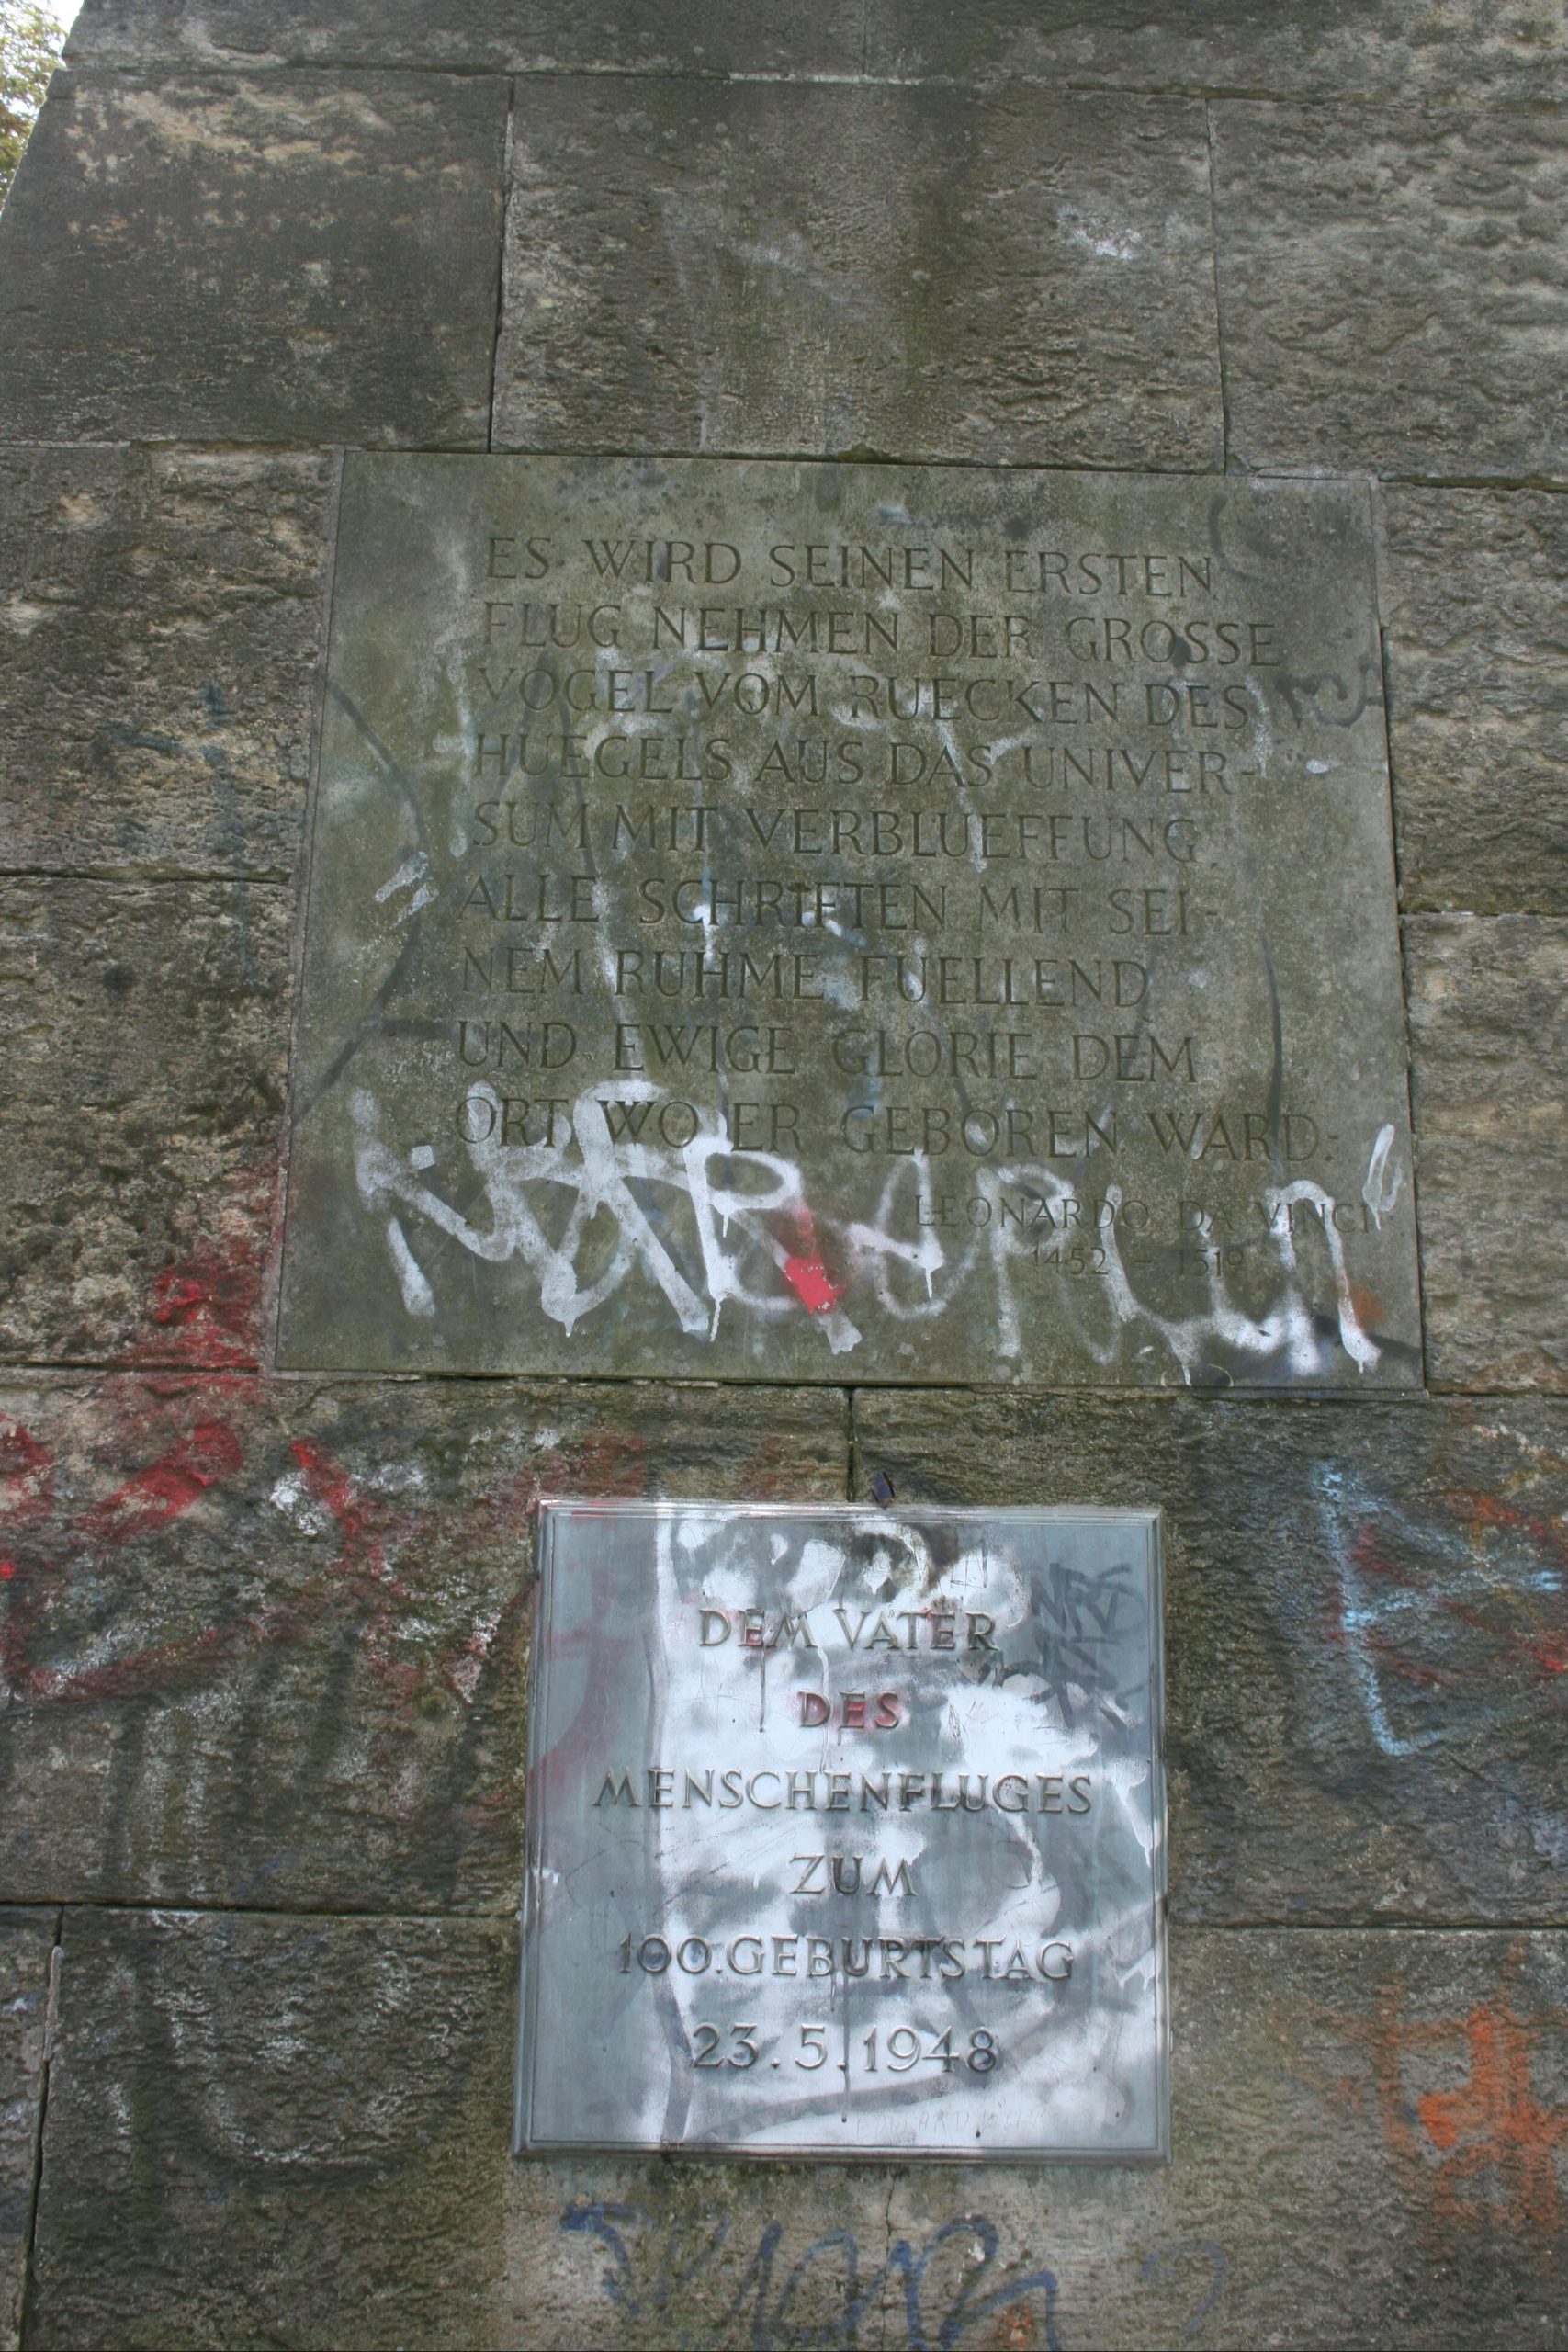 ES WIRD SEINEN ERSTEN
FLUG NEHMEN DER GROSSE
VOGEL VOM RUECKEN DES
HUEGELS AUS DAS UNIVER-
SUM MIT VERBLUEFFUNG
ALLE SCHRIFTEN MIT SEI-
NEM RUHME FUELLEND
UND EWIGE GLORIE DEM
ORT WO ER GEBOREN WARD.
LEONARDO DA VINCI
1452 - 1519
DEM VATER
DES
MENSCHENFLUGES
ZUM
100. GEBURTSTAG
23.5.1948